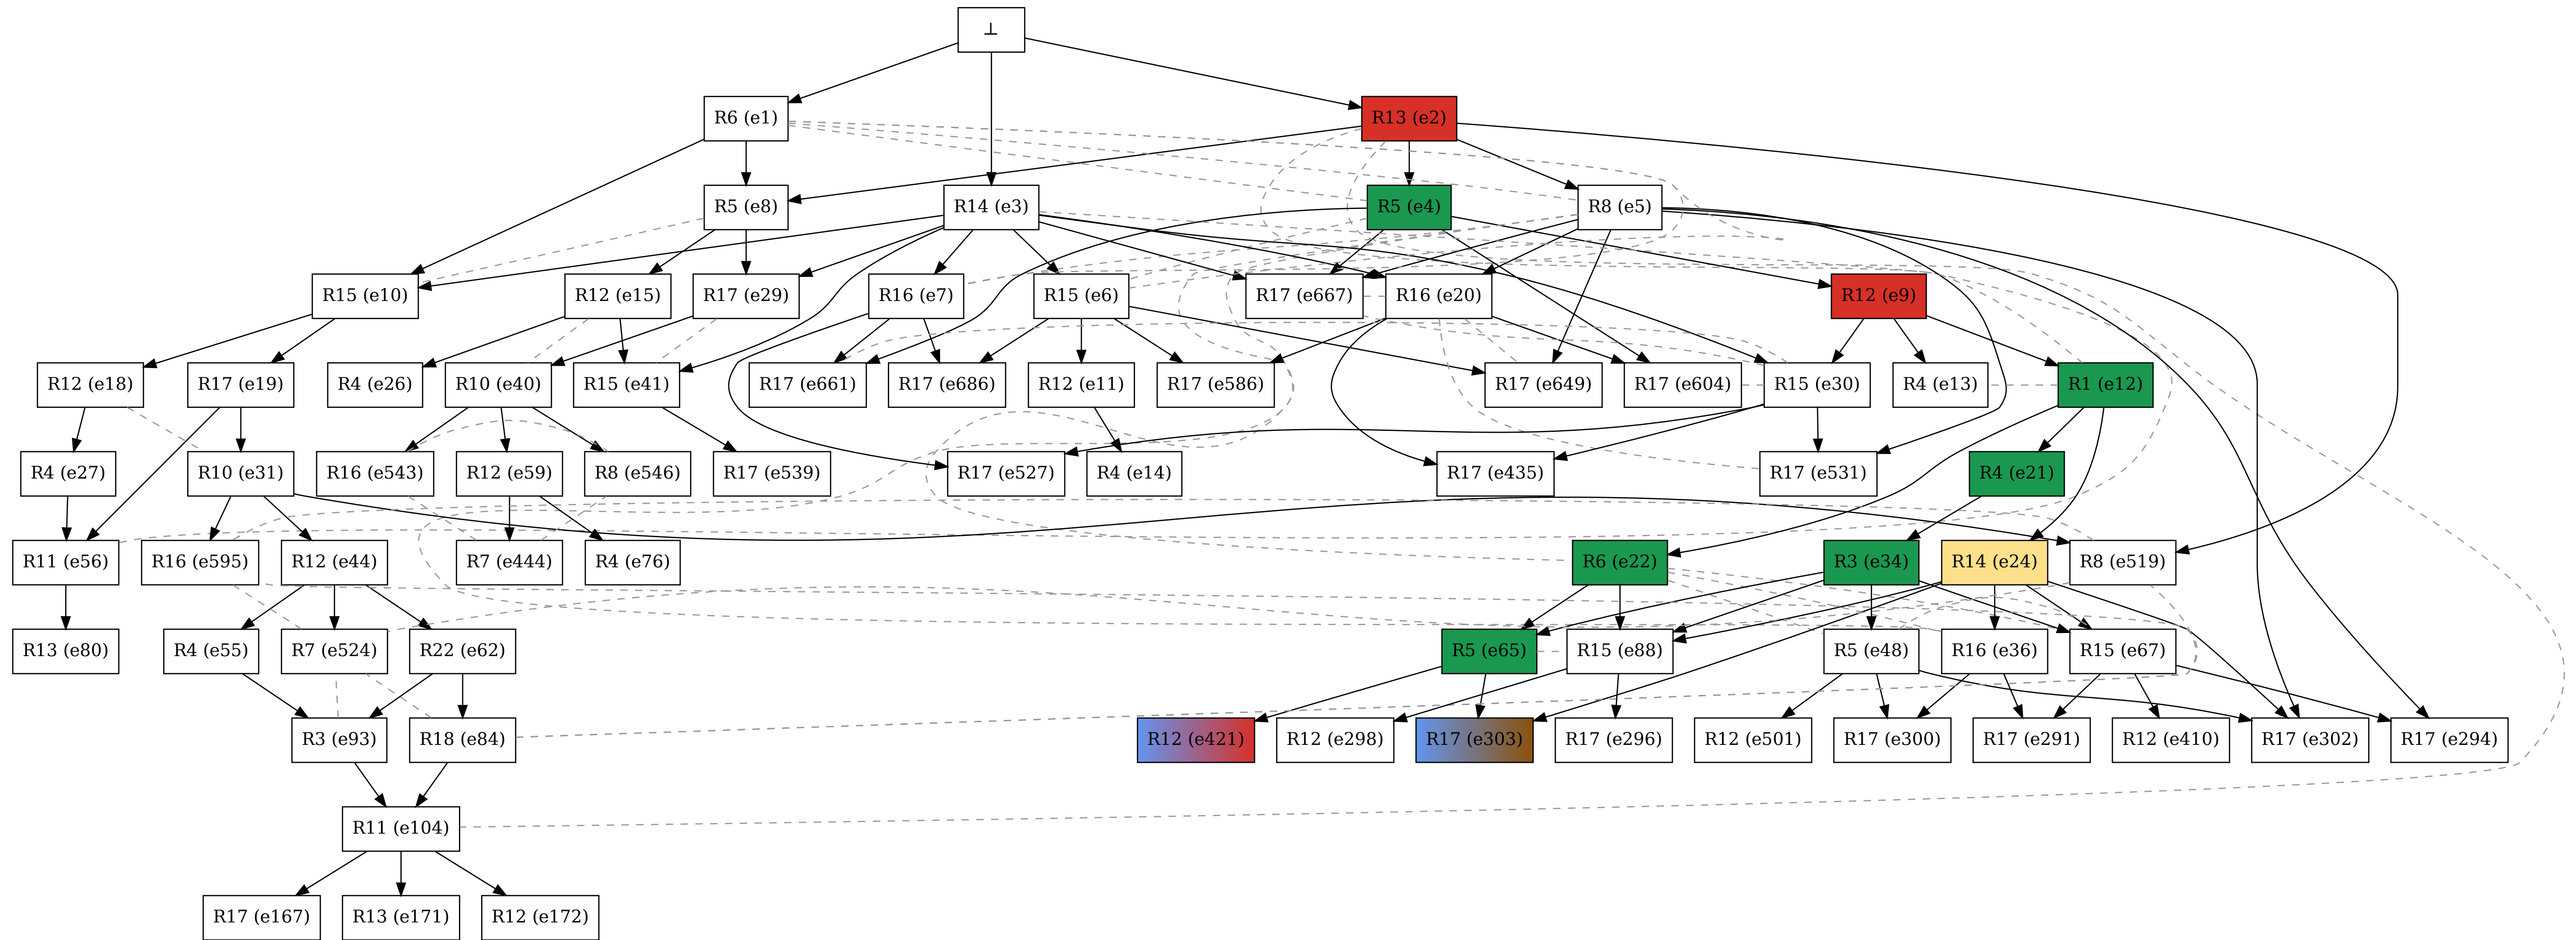 ⊥
R6 (e1)
R13 (e2)
R5 (e8)
R14 (e3)
R5 (e4)
R8 (e5)
R15 (e10)
R12 (e15)
R17 (e29)
R16 (e7)
R15 (e6)
R17 (e667)
R16 (e20)
R12 (e9)
R12 (e18)
R17 (e19)
R4 (e26)
R10 (e40)
R15 (e41)
R17 (e661)
R17 (e686)
R12 (e11)
R17 (e586)
R17 (e649)
R17 (e604)
R15 (e30)
R4 (e13)
R1 (e12)
R4 (e27)
R10 (e31)
R16 (e543)
R12 (e59)
R8 (e546)
R17 (e539)
R17 (e527)
R4 (e14)
R17 (e435)
R17 (e531)
R4 (e21)
R11 (e56)
R16 (e595)
R12 (e44)
R7 (e444)
R4 (e76)
R6 (e22)
R3 (e34)
R14 (e24)
R8 (e519)
R13 (e80)
R4 (e55)
R7 (e524)
R22 (e62)
R5 (e65)
R15 (e88)
R5 (e48)
R16 (e36)
R15 (e67)
R3 (e93)
R18 (e84)
R12 (e421)
R12 (e298)
R17 (e303)
R17 (e296)
R12 (e501)
R17 (e300)
R17 (e291)
R12 (e410)
R17 (e302)
R17 (e294)
R11 (e104)
R17 (e167)
R13 (e171)
R12 (e172)